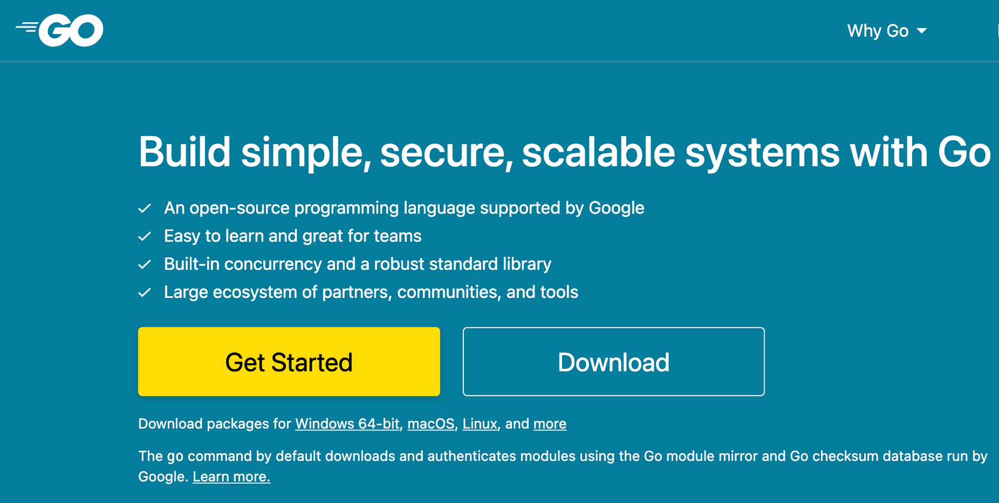 GO
Why Go
Build simple, secure, scalable systems with Go
An open-source programming language supported by Google
Easy to learn and great for teams
Built-in concurrency and a robust standard library
Large ecosystem of partners, communities, and tools
Get Started
Download
Download packages for Windows 64-bit, macOS, Linux, and more
The go command by default downloads and authenticates modules using the Go module mirror and Go checksum database run by
Google. Learn more.